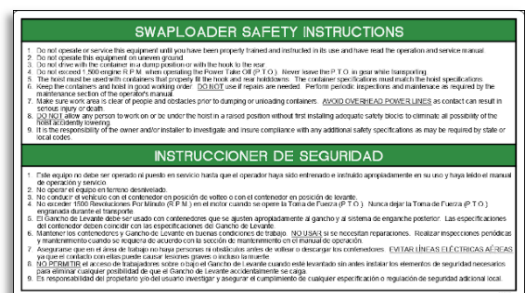 SWAPLOADER SAFETY INSTRUCTIONS
1. Do not operate or service this equipment until you have been properly trained and instructed in its use and have read the operation and service manual.
2. Do not operate this equipment on uneven ground
3. Do not drive with the container in a dump position or with the hook to the rear
4. Do not exceed 1,500 engine R.P.M. when operating the Power Take Off (P.T.O.). Never leave the P.T.O. in gear while transporting
5. The hoist must be used with containers that properly fit the hook and rear holddowns. The container specifications must match the hoist specifications.
6. Keep the containers and hoist in good working order. DO NOT use if repairs are needed. Perform periodic inspections and maintenance as required by the
maintenance section of the operator's manual.
7. Make sure work area is clear of people and obstacles prior to dumping or unloading containers. AVOID OVERHEAD POWER LINES as contact can result in
serious injury or death.
8. DO NOT allow any person to work on or be under the hoist in a raised position without first installing adequate safety blocks to eliminate all possibility of the
hoist accidently lowering.
9. It is the responsibility of the owner and/or installer to investigate and insure compliance with any additional safety specifications as may be required by state or
local codes.
INSTRUCCIONER DE SEGURIDAD
1. Este equipo no debe ser operado ni puesto en servicio hasta que el operador haya sido entrenado e instruido apropiadamente en su uso y haya leído el manual
de operación y servicio
2. No operar el equipo en terreno desnivelado.
3. No conducir el vehículo con el contenedor en posición de volteo o con el contenedor en posición de levante.
4. No exceder 1500 Revoluciones Por Minuto (R.P.M.) en el motor cuando se opere la Toma de Fuerza (P.T.O.). Nunca dejar la Toma de Fuerza (P.T.O.)
engranada durante el transporte.
5. El Gancho de Levante debe ser usado con contenedores que se ajusten apropiadamente al gancho y al sistema de enganche posterior. Las especificaciones
del contenedor deben coincidir con las especificaciones del Gancho de Levante
6. Mantener los contenedores y Gancho de Levante en buenas condiciones de trabajo. NO USAR si se necesitan reparaciones. Realizar inspecciones periódicas
y mantenimiento cuando se requiera de acuerdo con la sección de mantenimiento en el manual de operación.
7. Asegurarse que en el área de trabajo no haya personas ni obstáculos antes de voltear o descargar los contenedores. EVITAR LÍNEAS ELÉCTRICAS AÉREAS
ya que el contacto con ellas puede causar lesiones graves o incluso la muerte
8. NO PERMITIR el acceso de trabajadores sobre o bajo el Gancho de Levante cuando esté levantado sin antes instalar los elementos de seguridad necesarios
para eliminar cualquier posibilidad de que el Gancho de Levante accidentalmente se caiga.
9. Es responsabilidad del propietario y/o del usuario investigar y asegurar el cumplimiento de cualquier especificación o regulación de seguridad adicional local.